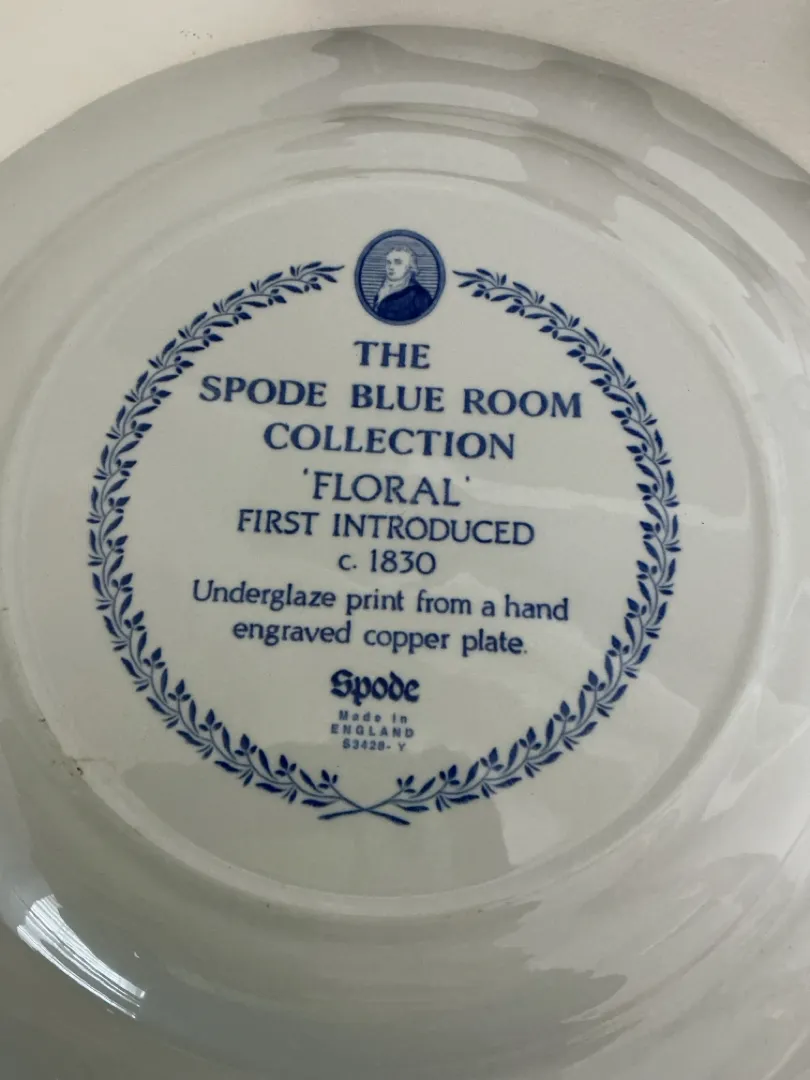 THE
SPODE BLUE ROOM
COLLECTION
'FLORAL'
FIRST INTRODUCED
c. 1830
Underglaze print from a hand
engraved copper plate.
Spode
Made in
ENGLAND
S3428- Y